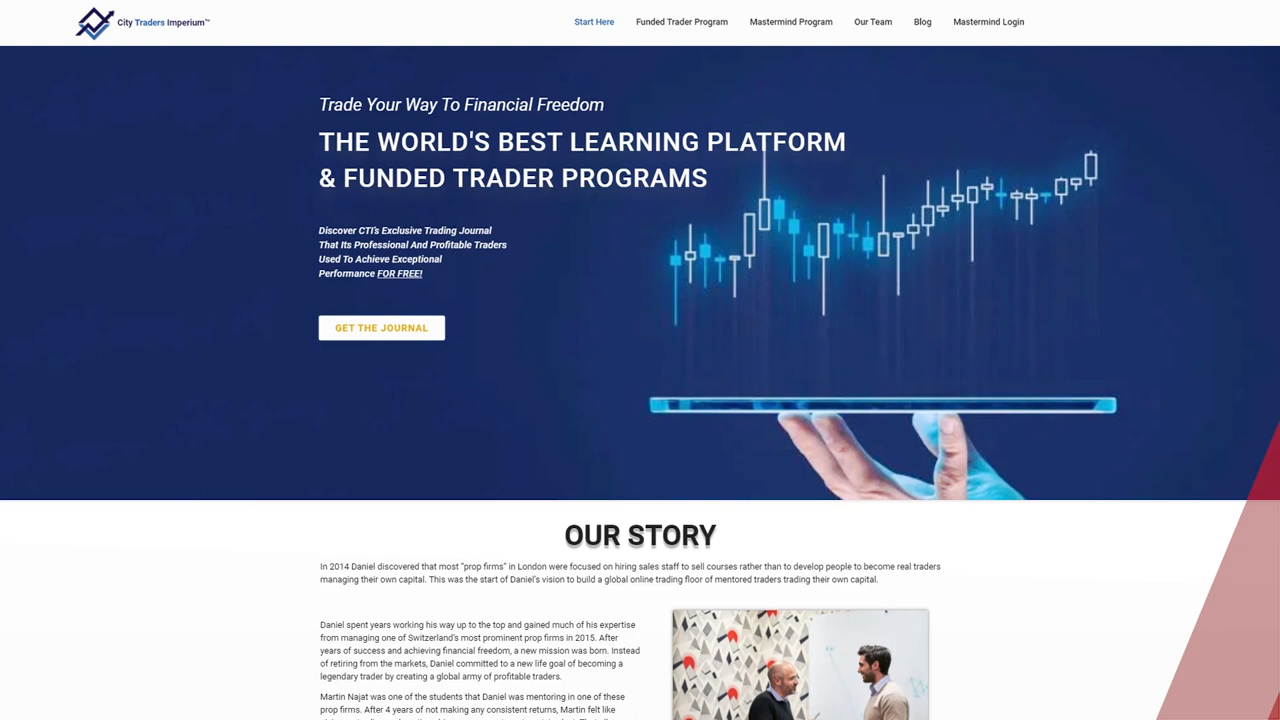 City Traders Imperium™
Start Here
Funded Trader Program
Mastermind Program
Our Team
Blog
Mastermind Login
Trade Your Way To Financial Freedom
THE WORLD'S BEST LEARNING PLATFORM
& FUNDED TRADER PROGRAMS
Discover CTI's Exclusive Trading Journal
That Its Professional And Profitable Traders
Used To Achieve Exceptional
Performance FOR FREE!
GET THE JOURNAL
OUR STORY
In 2014 Daniel discovered that most "prop firms" in London were focused on hiring sales staff to sell courses rather than to develop people to become real traders
managing their own capital. This was the start of Daniel's vision to build a global online trading floor of mentored traders trading their own capital.
Daniel spent years working his way up to the top and gained much of his expertise
from managing one of Switzerland's most prominent prop firms in 2015. After
years of success and achieving financial freedom, a new mission was born. Instead
of retiring from the markets, Daniel committed to a new life goal of becoming a
legendary trader by creating a global army of profitable traders.
Martin Najat was one of the students that Daniel was mentoring in one of these
prop firms. After 4 years of not making any consistent returns, Martin felt like